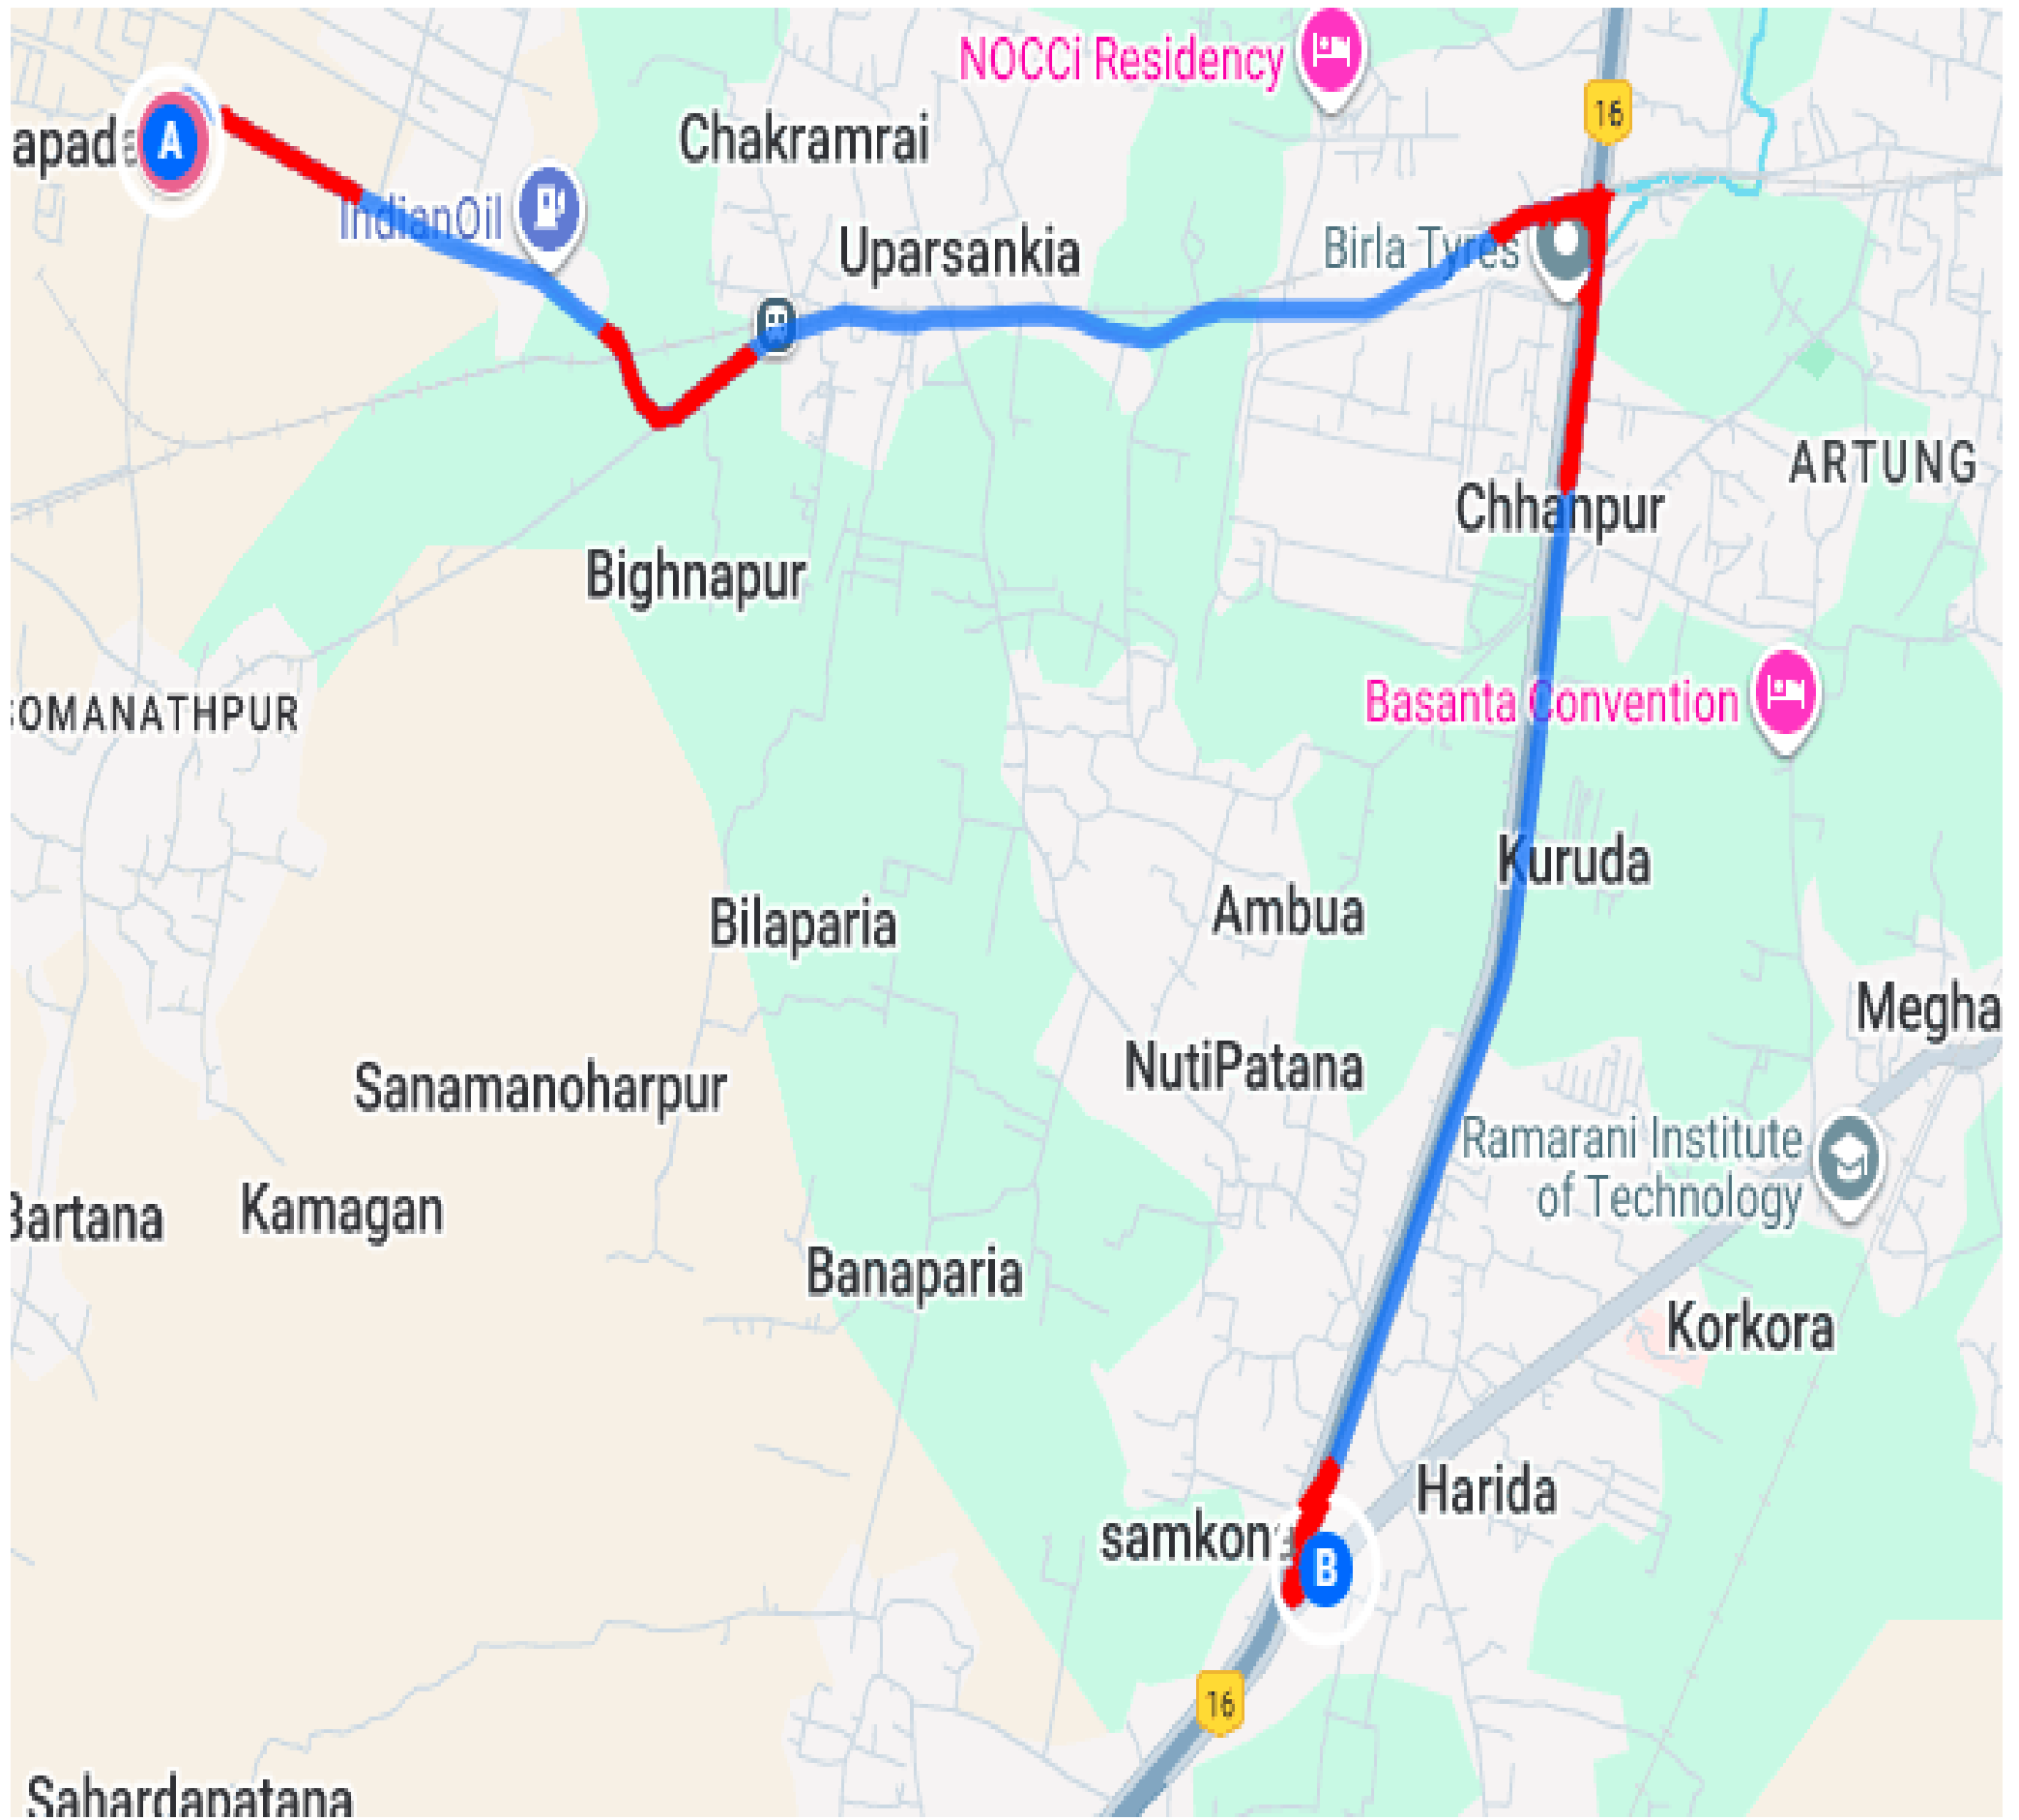 NOCCi Residency
16
A
apada
Chakramrai
IndianOil
Uparsankia
Birla Tyres
ARTUNG
Chhanpur
Bighnapur
Basanta Convention
OMANATHPUR
Kuruda
Bilaparia
Ambua
Megha
NutiPatana
Sanamanoharpur
Ramarani Institute
of Technology
Bartana
Kamagan
Banaparia
Korkora
Harida
samkon
B
16
Sahardapatana